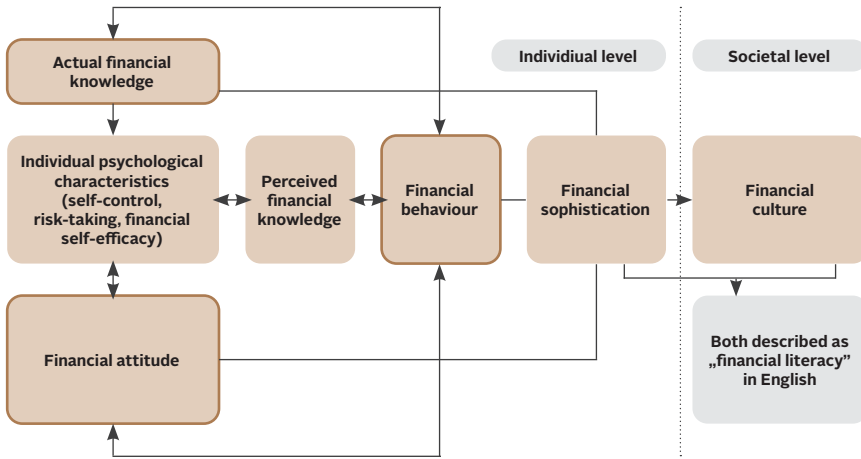 Individiual level
Societal level
Actual financial
knowledge
Individual psychological
characteristics
(self-control,
risk-taking, financial
self-efficacy)
Perceived
financial
knowledge
Financial
behaviour
Financial
sophistication
Financial
culture
Financial attitude
Both described as
„financial literacy”
in English